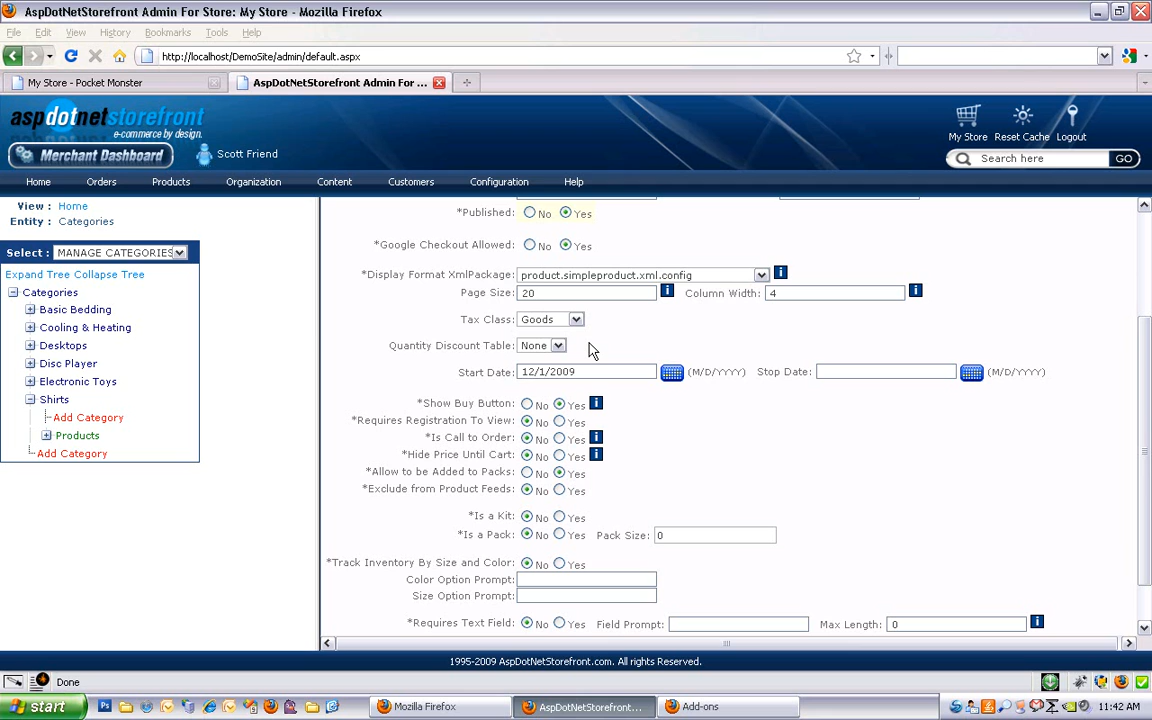 AspDotNetStorefront Admin For Store: My Store - Mozilla Firefox
File Edit View History Bookmarks Tools Help
http://localhost/DemoSite/admin/default.aspx
My Store - Pocket Monster
AspDotNetStorefront Admin For ...
aspdotnetstorefront
e-commerce by design.
My Store Reset Cache Logout
Merchant Dashboard Scott Friend
Search here GO
Home Orders Products Organization Content Customers Configuration Help
View : Home
Entity : Categories
Select : MANAGE CATEGORIES
Expand Tree Collapse Tree
Categories
Basic Bedding
Cooling & Heating
Desktops
Disc Player
Electronic Toys
Shirts
Add Category
Products
Add Category
*Published: No Yes
*Google Checkout Allowed: No Yes
*Display Format XmlPackage: product.simpleproduct.xml.config
Page Size: 20 Column Width: 4
Tax Class: Goods
Quantity Discount Table: None
Start Date: 12/1/2009 (M/D/YYYY) Stop Date: (M/D/YYYY)
*Show Buy Button: No Yes
*Requires Registration To View: No Yes
*Is Call to Order: No Yes
*Hide Price Until Cart: No Yes
*Allow to be Added to Packs: No Yes
*Exclude from Product Feeds: No Yes
*Is a Kit: No Yes
*Is a Pack: No Yes Pack Size: 0
*Track Inventory By Size and Color: No Yes
Color Option Prompt:
Size Option Prompt:
*Requires Text Field: No Yes Field Prompt: Max Length: 0
1995-2009 AspDotNetStorefront.com. All rights Reserved.
Done
start Mozilla Firefox AspDotNetStorefront... Add-ons 11:42 AM